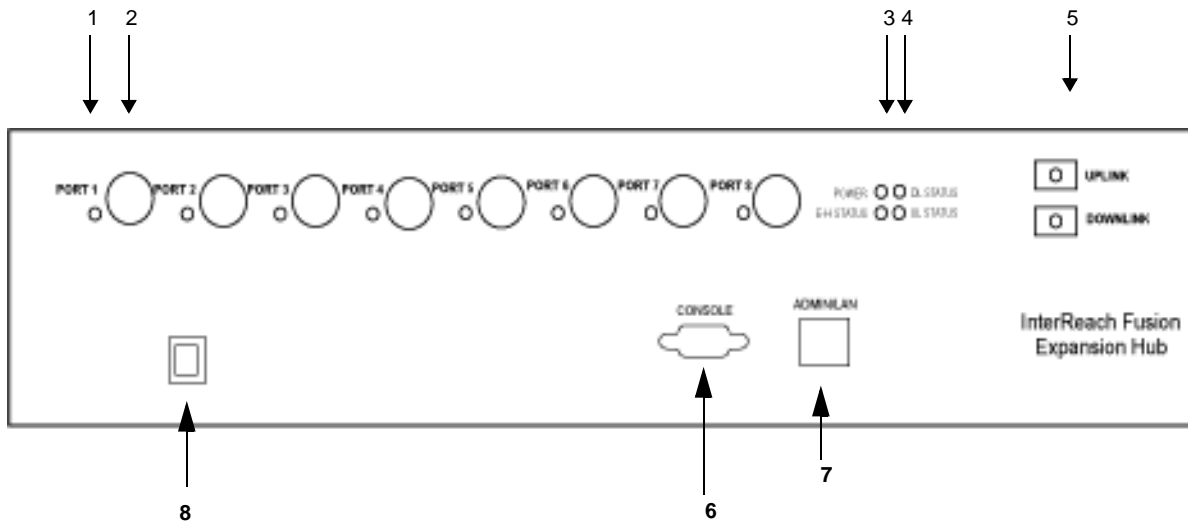 1 2 3 4 5
PORT 1 PORT 2 PORT 3 PORT 4 PORT 5 PORT 6 PORT 7 PORT 8
POWER DL STATUS
E-H STATUS UL STATUS
UPLINK
DOWNLINK
CONSOLE
ADMIN/LAN
InterReach Fusion
Expansion Hub
8
6
7